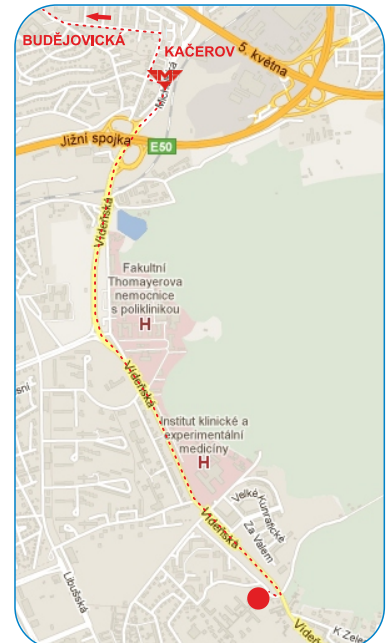 BUDĚJOVICKÁ
KAČEROV
5. května
M
Jižní spojka
E50
Vídeňská
Fakultní
Thomayerova
nemocnice
s poliklinikou
H
Vídeňská
Institut klinické a
experimentální
medicíny
H
Velké
Kunratické
Za Valem
Vídeňská
Libušská